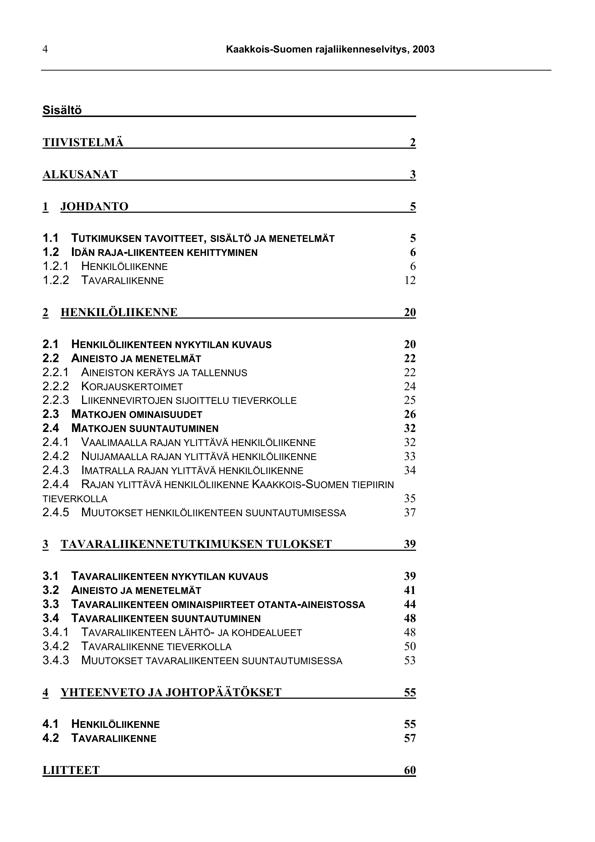 4 Kaakkois-Suomen rajaliikenneselvitys, 2003
Sisältö
TIIVISTELMÄ 2
ALKUSANAT 3
1 JOHDANTO 5
1.1 TUTKIMUKSEN TAVOITTEET, SISÄLTÖ JA MENETELMÄT 5
1.2 IDÄN RAJA-LIIKENTEEN KEHITTYMINEN 6
1.2.1 HENKILÖLIIKENNE 6
1.2.2 TAVARALIIKENNE 12
2 HENKILÖLIIKENNE 20
2.1 HENKILÖLIIKENTEEN NYKYTILAN KUVAUS 20
2.2 AINEISTO JA MENETELMÄT 22
2.2.1 AINEISTON KERÄYS JA TALLENNUS 22
2.2.2 KORJAUSKERTOIMET 24
2.2.3 LIIKENNEVIRTOJEN SIJOITTELU TIEVERKOLLE 25
2.3 MATKOJEN OMINAISUUDET 26
2.4 MATKOJEN SUUNTAUTUMINEN 32
2.4.1 VAALIMAALLA RAJAN YLITTÄVÄ HENKILÖLIIKENNE 32
2.4.2 NUIJAMAALLA RAJAN YLITTÄVÄ HENKILÖLIIKENNE 33
2.4.3 IMATRALLA RAJAN YLITTÄVÄ HENKILÖLIIKENNE 34
2.4.4 RAJAN YLITTÄVÄ HENKILÖLIIKENNE KAAKKOIS-SUOMEN TIEPIIRIN
TIEVERKOLLA 35
2.4.5 MUUTOKSET HENKILÖLIIKENTEEN SUUNTAUTUMISESSA 37
3 TAVARALIIKENNETUTKIMUKSEN TULOKSET 39
3.1 TAVARALIIKENTEEN NYKYTILAN KUVAUS 39
3.2 AINEISTO JA MENETELMÄT 41
3.3 TAVARALIIKENTEEN OMINAISPIIRTEET OTANTA-AINEISTOSSA 44
3.4 TAVARALIIKENTEEN SUUNTAUTUMINEN 48
3.4.1 TAVARALIIKENTEEN LÄHTÖ- JA KOHDEALUEET 48
3.4.2 TAVARALIIKENNE TIEVERKOLLA 50
3.4.3 MUUTOKSET TAVARALIIKENTEEN SUUNTAUTUMISESSA 53
4 YHTEENVETO JA JOHTOPÄÄTÖKSET 55
4.1 HENKILÖLIIKENNE 55
4.2 TAVARALIIKENNE 57
LIITTEET 60